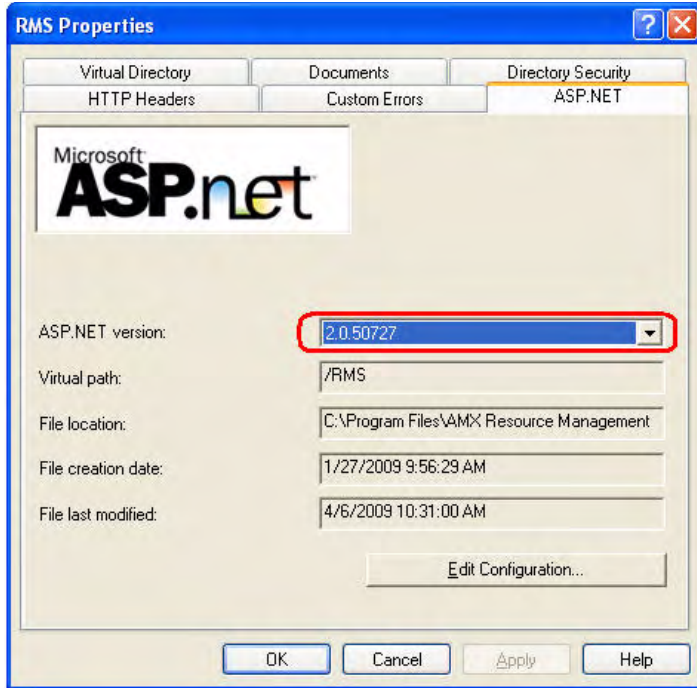 RMS Properties
Virtual Directory Documents Directory Security
HTTP Headers Custom Errors ASP.NET
Microsoft
ASP.net
ASP.NET version: 2.0.50727
Virtual path: /RMS
File location: C:\Program Files\AMX Resource Management
File creation date: 1/27/2009 9:56:29 AM
File last modified: 4/6/2009 10:31:00 AM
Edit Configuration...
OK Cancel Apply Help